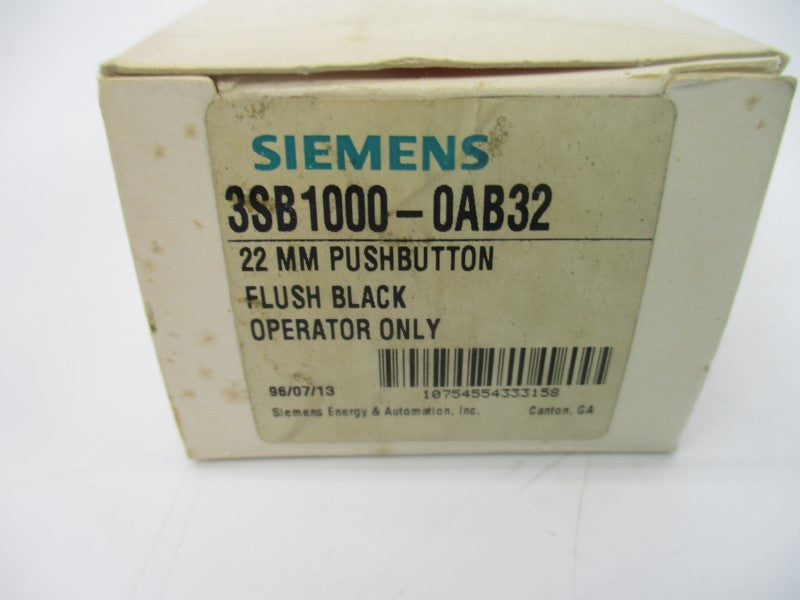 SIEMENS
3SB1000-0AB32
22 MM PUSHBUTTON
FLUSH BLACK
OPERATOR ONLY
96/07/13
10754554333158
Siemens Energy & Automation, Inc. Canton, GA